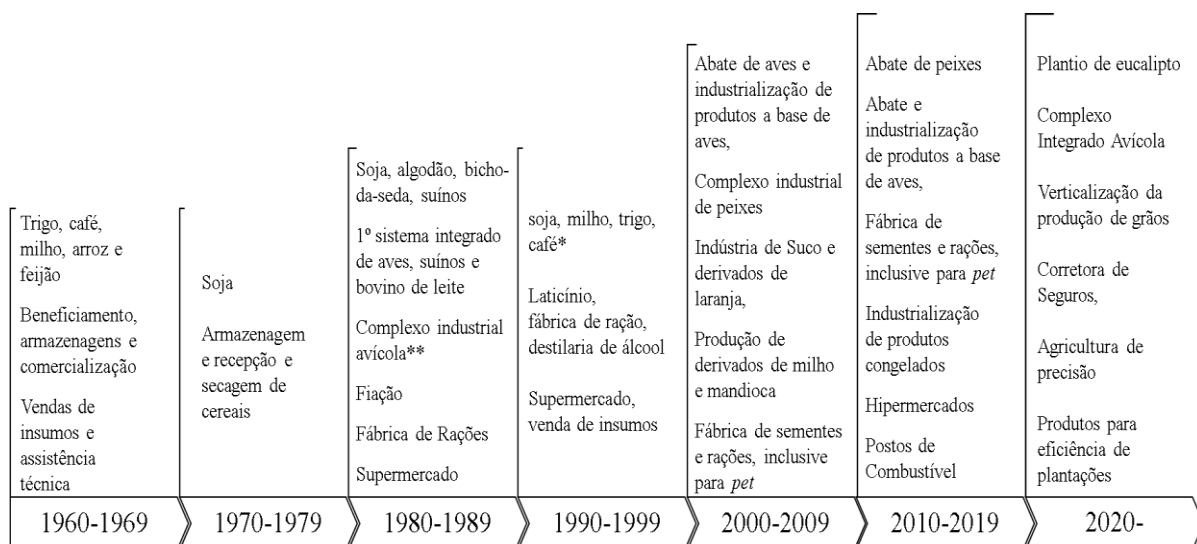 Trigo, café,
milho, arroz e
feijão
Beneficiamento,
armazenagens e
comercialização
Vendas de
insumos e
assistência
técnica
1960-1969
Soja
Armazenagem
e recepção e
secagem de
cereais
1970-1979
Soja, algodão, bicho-
da-seda, suínos
1º sistema integrado
de aves, suínos e
bovino de leite
Complexo industrial
avícola**
Fiação
Fábrica de Rações
Supermercado
1980-1989
soja, milho, trigo,
café*
Laticínio,
fábrica de ração,
destilaria de álcool
Supermercado,
venda de insumos
1990-1999
Abate de aves e
industrialização de
produtos a base de
aves,
Complexo industrial
de peixes
Indústria de Suco e
derivados de
laranja,
Produção de
derivados de milho
e mandioca
Fábrica de sementes
e rações, inclusive
para pet
2000-2009
Abate de peixes
Abate e
industrialização
de produtos a base
de aves,
Fábrica de
sementes e rações,
inclusive para pet
Industrialização
de produtos
congelados
Hipermercados
Postos de
Combustível
2010-2019
Plantio de eucalipto
Complexo
Integrado Avícola
Verticalização da
produção de grãos
Corretora de
Seguros,
Agricultura de
precisão
Produtos para
eficiência de
plantações
2020-